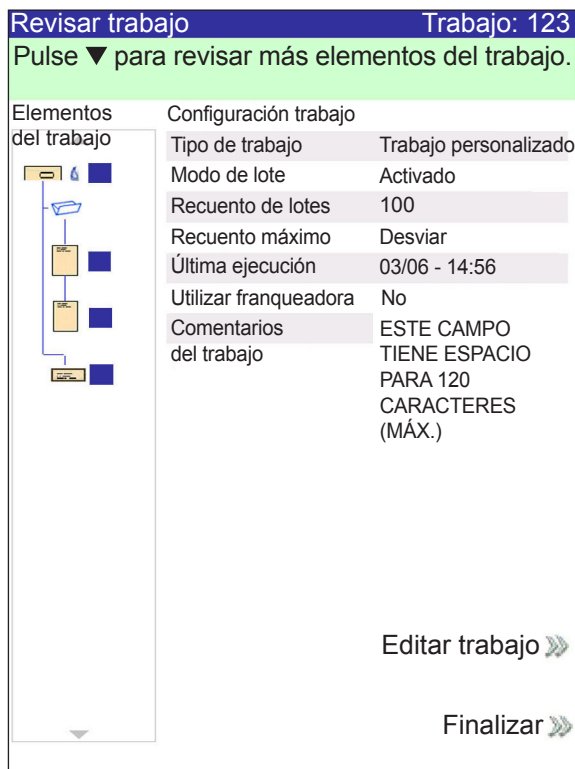 Revisar trabajo Trabajo: 123
Pulse ▼ para revisar más elementos del trabajo.
Elementos
del trabajo
Configuración trabajo
Tipo de trabajo Trabajo personalizado
Modo de lote Activado
Recuento de lotes 100
Recuento máximo Desviar
Última ejecución 03/06 - 14:56
Utilizar franqueadora No
Comentarios
del trabajo
ESTE CAMPO
TIENE ESPACIO
PARA 120
CARACTERES
(MÁX.)
Editar trabajo
Finalizar